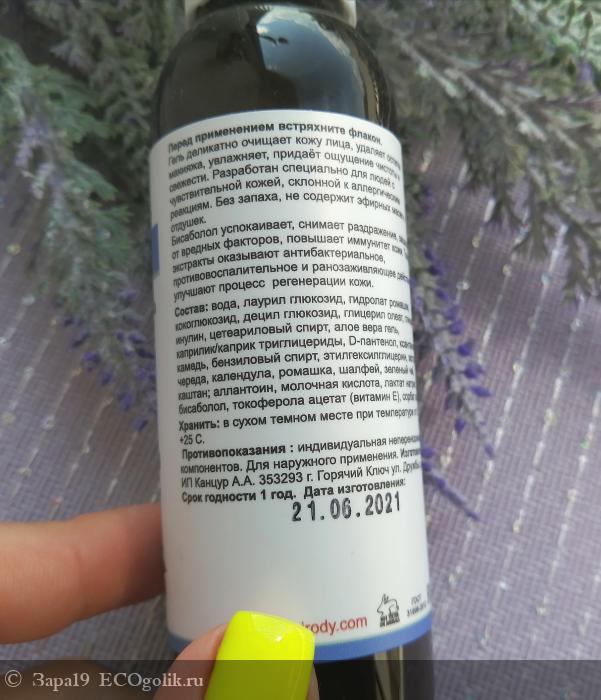 Перед применением встряхните флакон.
Гель деликатно очищает кожу лица, удаляет
макияжа, увлажняет, придаёт ощущение чистоты и
свежести. Разработан специально для людей с
чувствительной кожей, склонной к аллергическим
реакциям. Без запаха, не содержит эфирных масел
отдушек.
Бисаболол успокаивает, снимает раздражение,
от вредных факторов, повышает иммунитет кожи.
экстракты оказывают антибактериальное,
противовоспалительное и ранозаживляющее
улучшают процесс регенерации кожи.
Состав: вода, лаурил глюкозид, гидролат ромашки,
кокоглюкозид, децил глюкозид, глицерил олеат,
инулин, цетеариловый спирт, алое вера гель,
каприлик/каприк триглицериды, D-пантенол,
камедь, бензиловый спирт, этилгексилглицерин,
череда, календула, ромашка, шалфей, зеленый
каштан; аллантоин, молочная кислота, лактат
бисаболол, токоферола ацетат (витамин Е),
Хранить: в сухом темном месте при температуре
+25 С.
Противопоказания : индивидуальная
компонентов. Для наружного применения.
ИП Канцур А.А. 353293 г. Горячий Ключ ул.
Срок годности 1 год. Дата изготовления:
21.06.2021
rody.com
ГОСТ
© Зара19 ECOgolik.ru